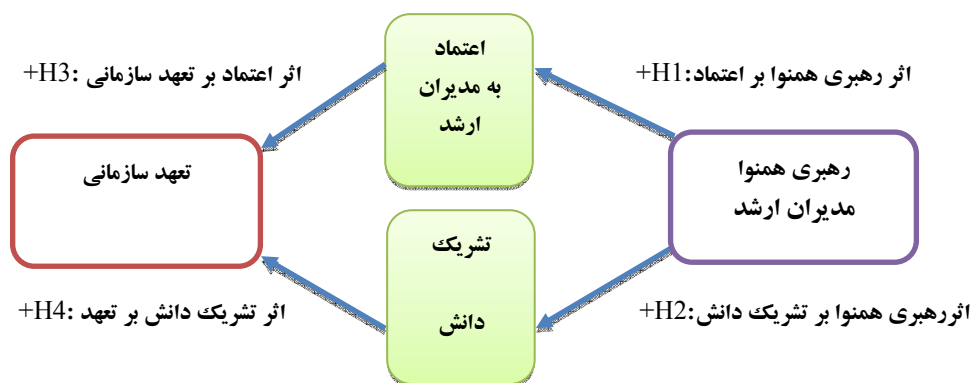 اثر رهبری همنوا بر اعتماد:H1+
رهبری همنوا
مدیران ارشد
اثررهبری همنوا بر تشریک دانش:H2+
اعتماد
به مدیران
ارشد
تشریک
دانش
اثر اعتماد بر تعهد سازمانی :H3+
تعهد سازمانی
اثر تشریک دانش بر تعهد :H4+